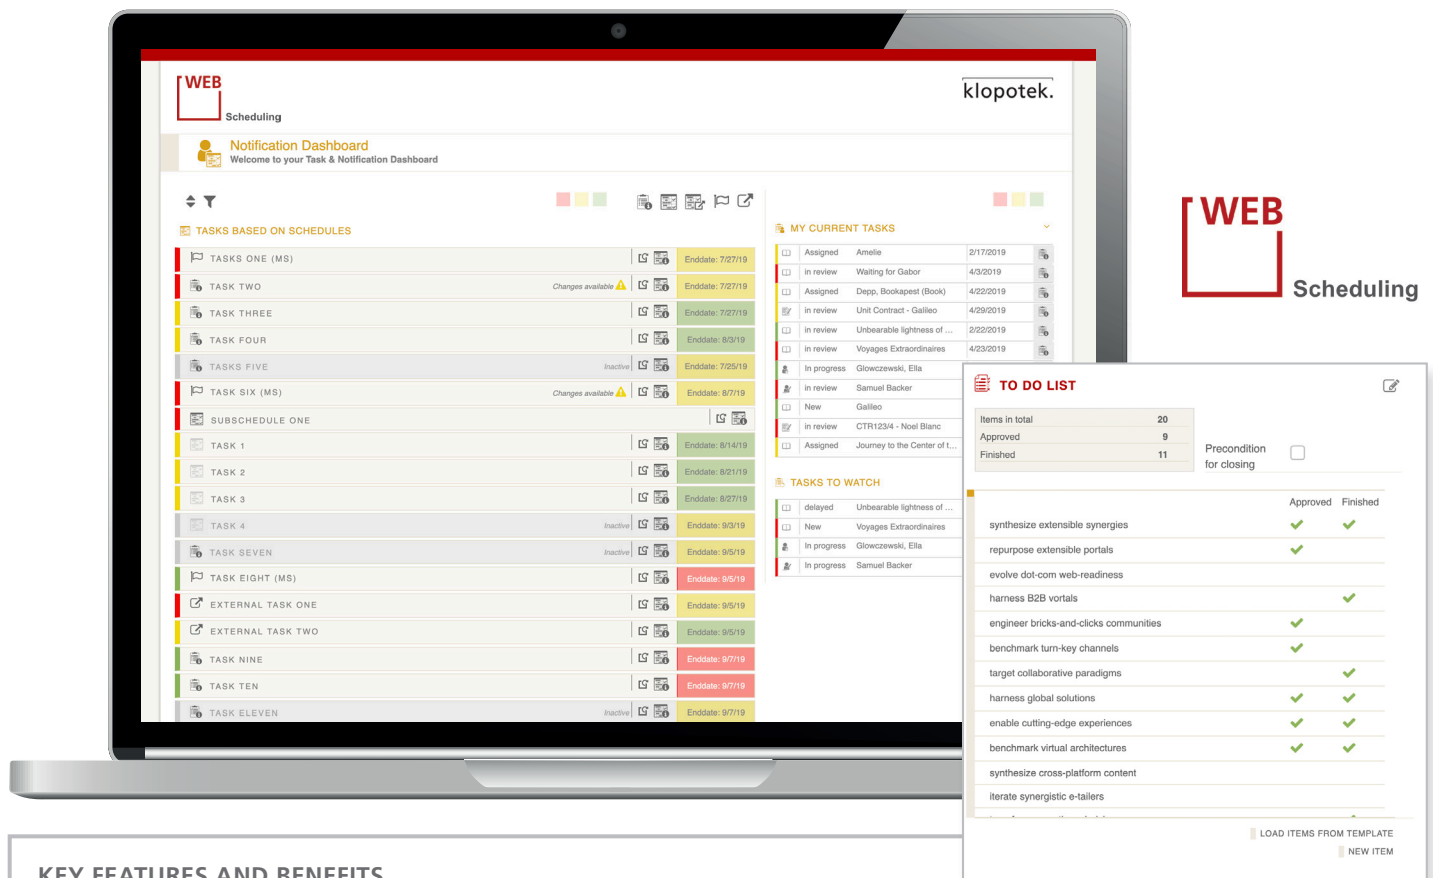 WEB
Scheduling
klopotek.
Notification Dashboard
Welcome to your Task & Notification Dashboard
TASKS BASED ON SCHEDULES
TASKS ONE (MS) Enddate: 7/27/19
TASK TWO Changes available Enddate: 7/27/19
TASK THREE Enddate: 7/27/19
TASK FOUR Enddate: 8/3/19
TASKS FIVE Inactive Enddate: 7/25/19
TASK SIX (MS) Changes available Enddate: 8/7/19
SUBSCHEDULE ONE
TASK 1 Enddate: 8/14/19
TASK 2 Enddate: 8/21/19
TASK 3 Enddate: 8/27/19
TASK 4 Inactive Enddate: 9/3/19
TASK SEVEN Inactive Enddate: 9/5/19
TASK EIGHT (MS) Enddate: 9/5/19
EXTERNAL TASK ONE Enddate: 9/5/19
EXTERNAL TASK TWO Enddate: 9/5/19
TASK NINE Enddate: 9/7/19
TASK TEN Enddate: 9/7/19
TASK ELEVEN Inactive Enddate: 9/7/19
MY CURRENT TASKS
Assigned Amelie 2/17/2019
in review Waiting for Gabor 4/3/2019
Assigned Depp, Bookapest (Book) 4/22/2019
in review Unit Contract - Galileo 4/29/2019
in review Unbearable lightness of ... 2/22/2019
in review Voyages Extraordinaires 4/23/2019
In progress Glowczewski, Ella
in review Samuel Backer
New Galileo
in review CTR123/4 - Noel Blanc
Assigned Journey to the Center of t...
TASKS TO WATCH
delayed Unbearable lightness of ...
New Voyages Extraordinaires
In progress Glowczewski, Ella
In progress Samuel Backer
WEB
Scheduling
TO DO LIST
Items in total 20
Approved 9
Finished 11
Precondition
for closing
Approved Finished
synthesize extensible synergies
repurpose extensible portals
evolve dot-com web-readiness
harness B2B vortals
engineer bricks-and-clicks communities
benchmark turn-key channels
target collaborative paradigms
harness global solutions
enable cutting-edge experiences
benchmark virtual architectures
synthesize cross-platform content
iterate synergistic e-tailers
LOAD ITEMS FROM TEMPLATE
NEW ITEM
KEY FEATURES AND BENEFITS